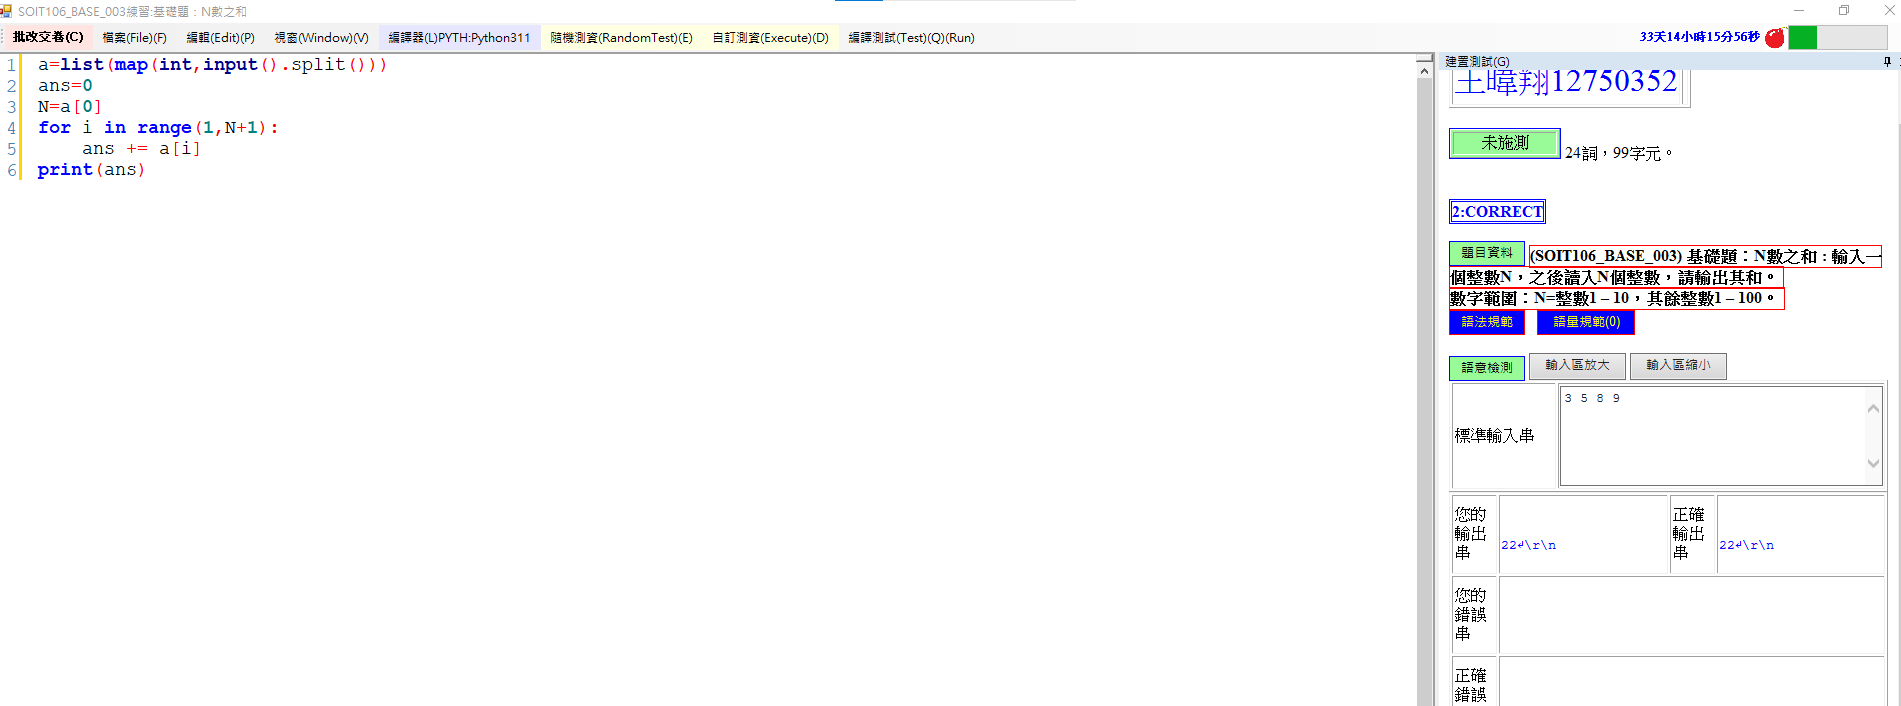 SOIT106_BASE_003練習:基礎題：N數之和
批改交卷(C) 檔案(File)(F) 編輯(Edit)(P) 視窗(Window)(V) 編譯器(L)PYTH:Python311 隨機測資(RandomTest)(E) 自訂測資(Execute)(D) 編譯測試(Test)(Q)(Run) 33天14小時15分56秒
1 a=list(map(int,input().split()))
2 ans=0
3 N=a[0]
4 for i in range(1,N+1):
5 ans += a[i]
6 print(ans)
建置測試(G)
王暐翔12750352
未施測 24詞，99字元。
2:CORRECT
題目資料 (SOIT106_BASE_003) 基礎題：N數之和 : 輸入一
個整數N，之後讀入N個整數，請輸出其和。
數字範圍：N=整數1 – 10，其餘整數1 – 100。
語法規範 語量規範(0)
語意檢測 輸入區放大 輸入區縮小
標準輸入串 3 5 8 9
您的輸出串 22↲\r\n 正確輸出串 22↲\r\n
您的錯誤串
正確錯誤